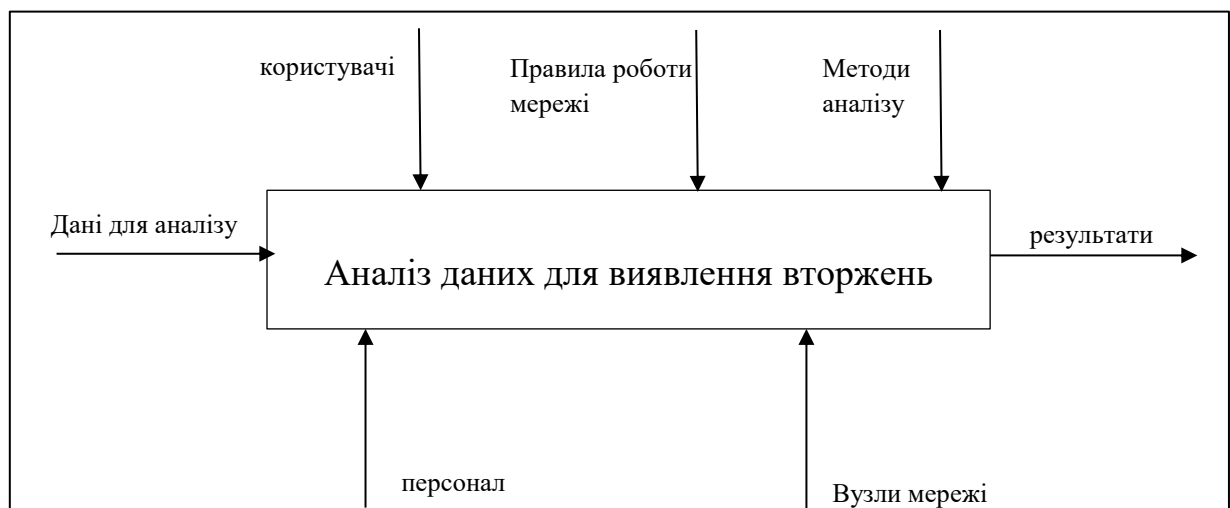 користувачі
Правила роботи
мережі
Методи
аналізу
Дані для аналізу
результати
Аналіз даних для виявлення вторжень
персонал
Вузли мережі